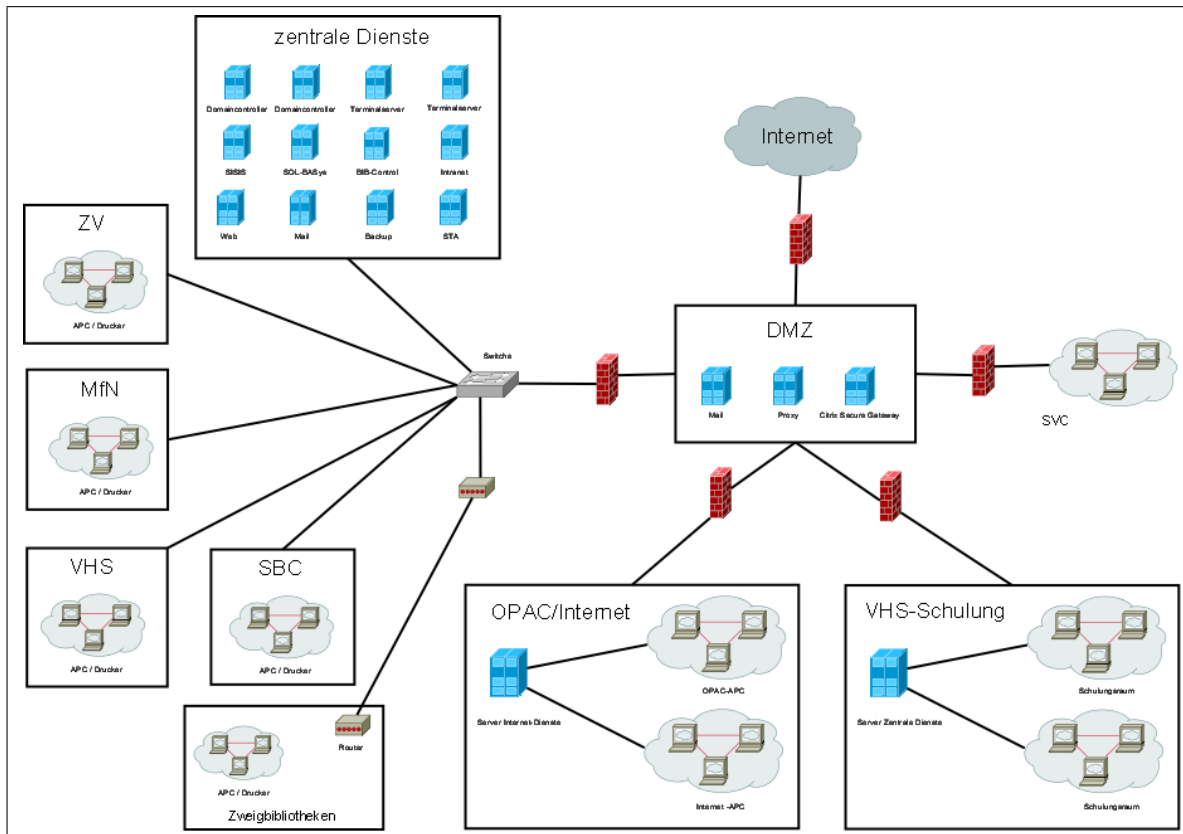 zentrale Dienste
Domaincontroller Domaincontroller Terminalserver Terminalserver
SISIS SQL-BASys BIB-Control Intranet
Web Mail Backup STA
Internet
ZV
APC / Drucker
DMZ
Mail Proxy Citrix Secure Gateway
Switche
SVC
MfN
APC / Drucker
VHS
APC / Drucker
SBC
APC / Drucker
OPAC/Internet
Server Internet-Dienste
OPAC-APC
Internet -APC
VHS-Schulung
Server Zentrale Dienste
Schulungsraum
Schulungsraum
Router
APC / Drucker
Zweigbibliotheken